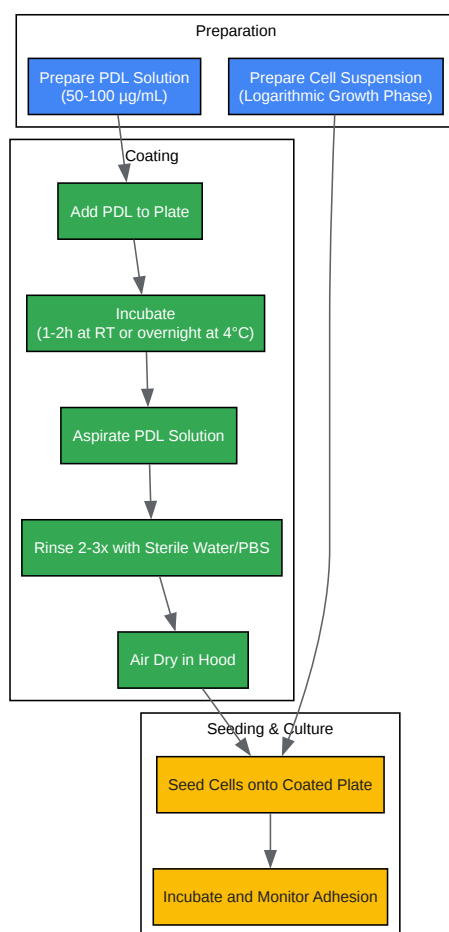 Preparation
Prepare PDL Solution
(50-100 µg/mL)
Prepare Cell Suspension
(Logarithmic Growth Phase)
Coating
Add PDL to Plate
Incubate
(1-2h at RT or overnight at 4°C)
Aspirate PDL Solution
Rinse 2-3x with Sterile Water/PBS
Air Dry in Hood
Seeding & Culture
Seed Cells onto Coated Plate
Incubate and Monitor Adhesion